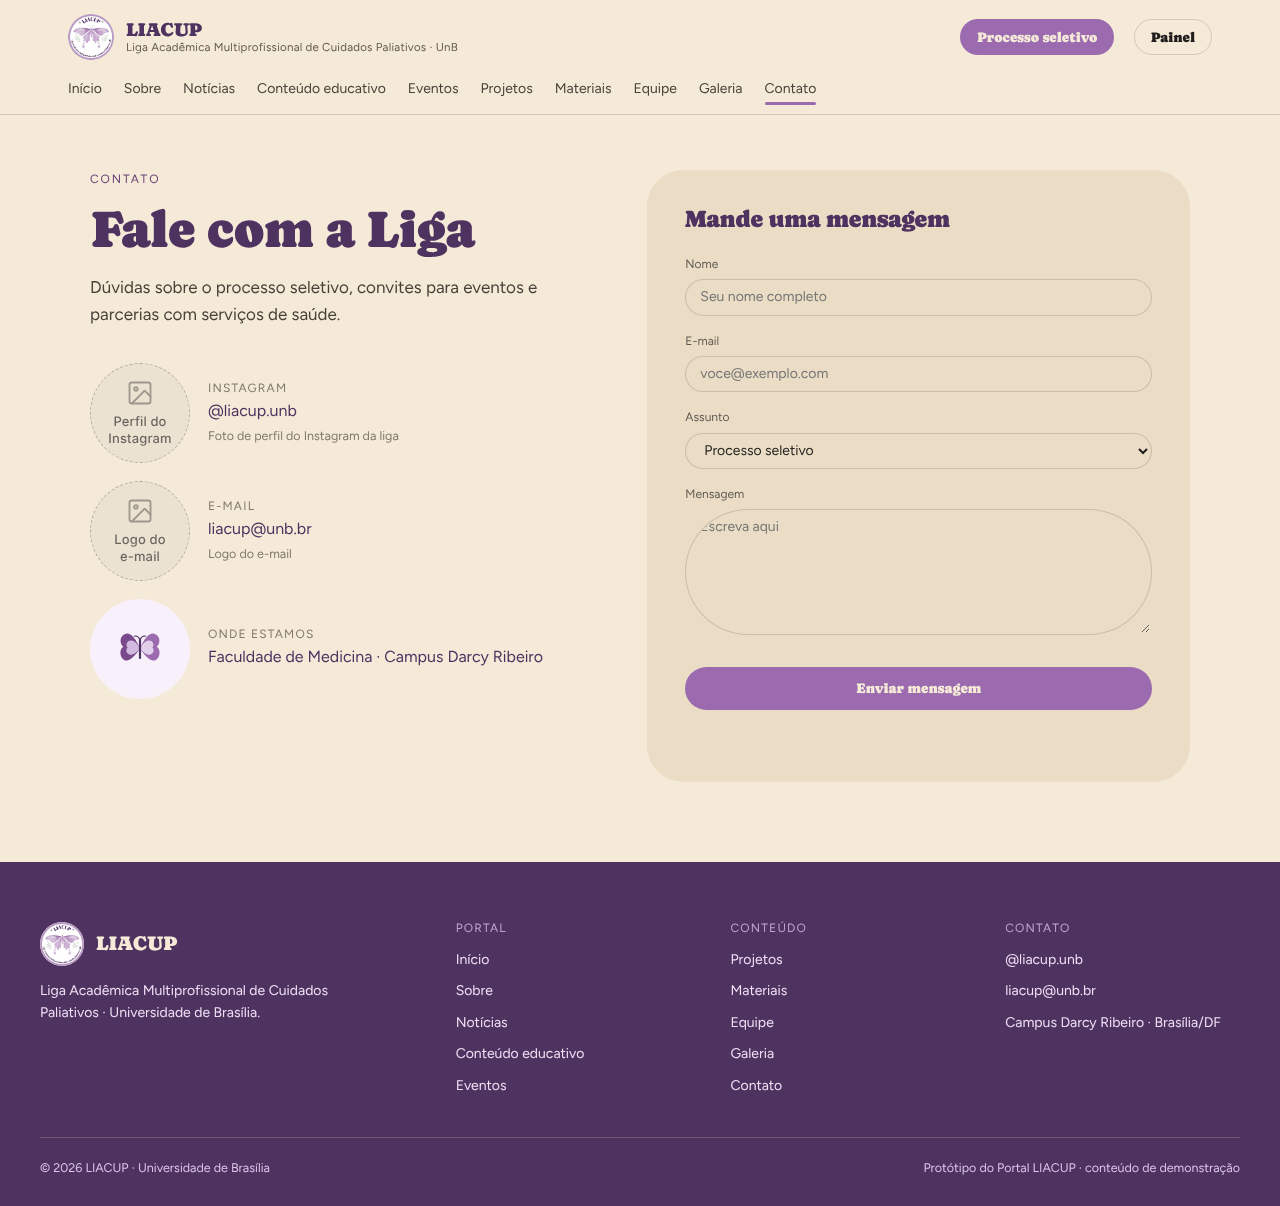 LIACUP
Liga Acadêmica Multiprofissional de Cuidados Paliativos · UnB
Processo seletivo
Painel
Início
Sobre
Notícias
Conteúdo educativo
Eventos
Projetos
Materiais
Equipe
Galeria
Contato
CONTATO
Fale com a Liga
Dúvidas sobre o processo seletivo, convites para eventos e
parcerias com serviços de saúde.
Perfil do
Instagram
INSTAGRAM
@liacup.unb
Foto de perfil do Instagram da liga
Logo do
e-mail
E-MAIL
liacup@unb.br
Logo do e-mail
ONDE ESTAMOS
Faculdade de Medicina · Campus Darcy Ribeiro
Mande uma mensagem
Nome
Seu nome completo
E-mail
voce@exemplo.com
Assunto
Processo seletivo
Mensagem
Escreva aqui
Enviar mensagem
LIACUP
Liga Acadêmica Multiprofissional de Cuidados
Paliativos · Universidade de Brasília.
PORTAL
Início
Sobre
Notícias
Conteúdo educativo
Eventos
CONTEÚDO
Projetos
Materiais
Equipe
Galeria
Contato
CONTATO
@liacup.unb
liacup@unb.br
Campus Darcy Ribeiro · Brasília/DF
© 2026 LIACUP · Universidade de Brasília
Protótipo do Portal LIACUP · conteúdo de demonstração